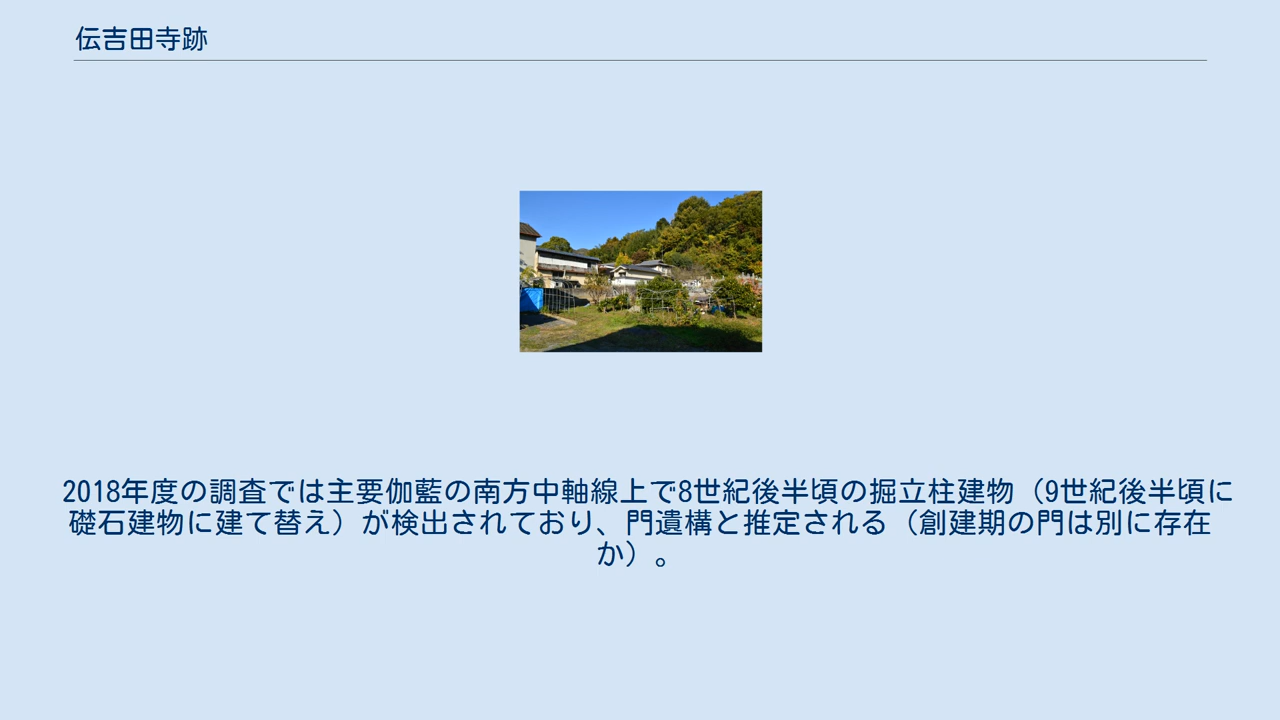 伝吉田寺跡
2018年度の調査では主要伽藍の南方中軸線上で8世紀後半頃の掘立柱建物（9世紀後半頃に
礎石建物に建て替え）が検出されており、門遺構と推定される（創建期の門は別に存在
か）。